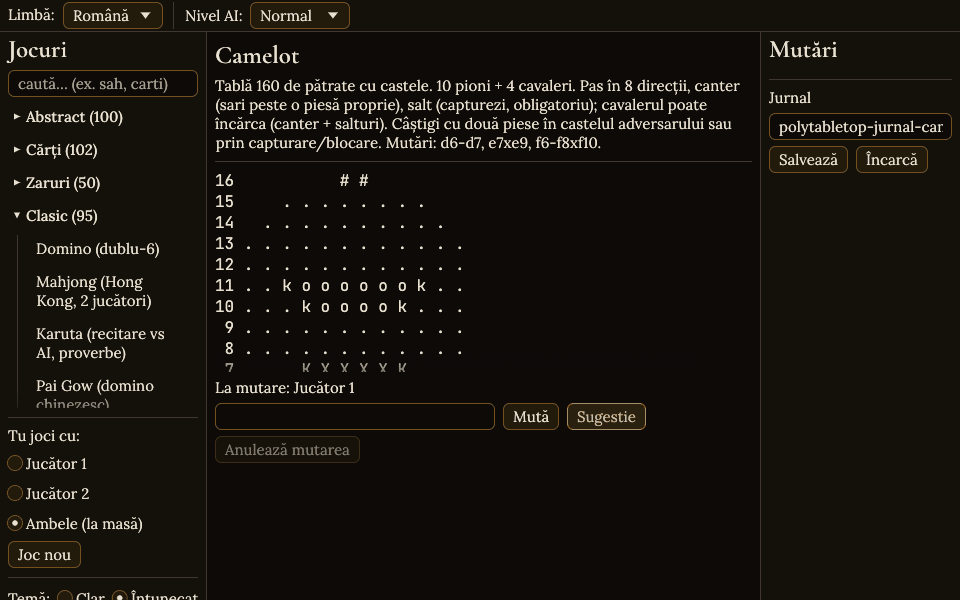 Limbă: Română ▼ Nivel AI: Normal ▼
Jocuri
caută... (ex. sah, carti)
▸ Abstract (100)
▸ Cărți (102)
▸ Zaruri (50)
▾ Clasic (95)
Domino (dublu-6)
Mahjong (Hong
Kong, 2 jucători)
Karuta (recitare vs
AI, proverbe)
Pai Gow (domino
chinezesc)
Tu joci cu:
Jucător 1
Jucător 2
Ambele (la masă)
Joc nou
Temă: Clar Întunecat
Camelot
Tablă 160 de pătrate cu castele. 10 pioni + 4 cavaleri. Pas în 8 direcții, canter
(sari peste o piesă proprie), salt (capturezi, obligatoriu); cavalerul poate
încărca (canter + salturi). Câștigi cu două piese în castelul adversarului sau
prin capturare/blocare. Mutări: d6-d7, e7xe9, f6-f8xf10.
16           # #
15     . . . . . . . .
14   . . . . . . . . . .
13 . . . . . . . . . . . .
12 . . . . . . . . . . . .
11 . . k o o o o o o k . .
10 . . . k o o o o k . . .
 9 . . . . . . . . . . . .
 8 . . . . . . . . . . . .
 7 . . . K X X X X K . . .
La mutare: Jucător 1
Mută Sugestie
Anulează mutarea
Mutări
Jurnal
polytabletop-jurnal-car
Salvează Încarcă